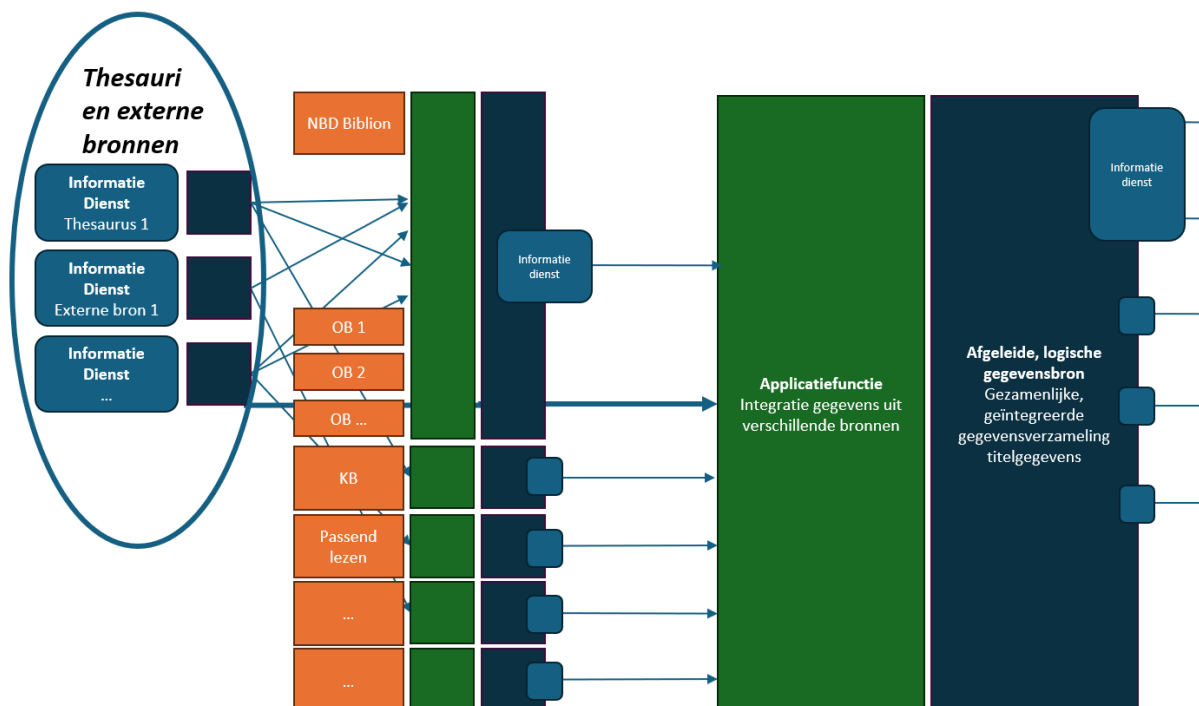 Thesauri
en externe
bronnen
Informatie
Dienst
Thesaurus 1
Informatie
Dienst
Externe bron 1
Informatie
Dienst
...
NBD Biblion
OB 1
OB 2
OB ...
KB
Passend
lezen
...
...
Informatie
dienst
Applicatiefunctie
Integratie gegevens uit
verschillende bronnen
Afgeleide, logische
gegevensbron
Gezamenlijke,
geïntegreerde
gegevensverzameling
titelgegevens
Informatie
dienst